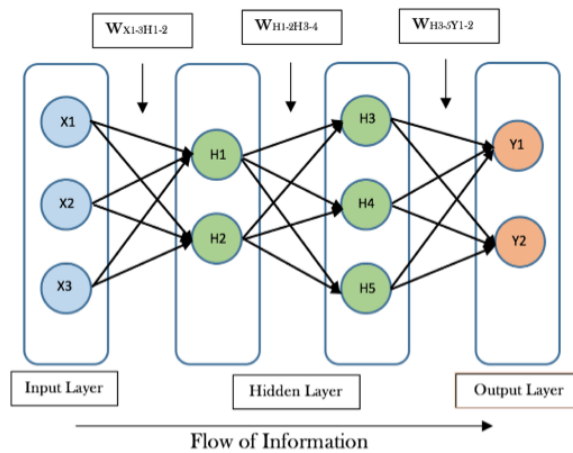 WX1-3H1-2
WH1-2H3-4
WH3-5Y1-2
X1
X2
X3
H1
H2
H3
H4
H5
Y1
Y2
Input Layer
Hidden Layer
Output Layer
Flow of Information